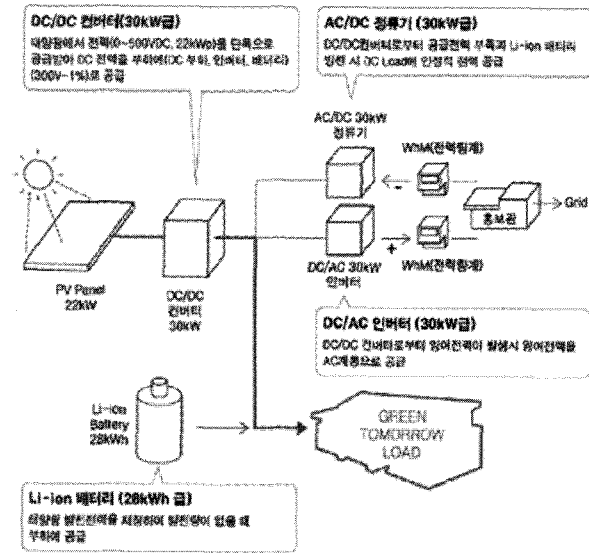 DC/DC 컨버터(30kW급)
태양광에서 전력(0~500VDC, 22kWp)을 단독으로
공급받아 DC 전력을 부하에(DC 부하, 인버터, 배터리)
(300V-1%)로 공급
AC/DC 정류기 (30kW급)
DC/DC컨버터로부터 공급전력 부족과 Li-ion 배터리
방전 시 DC Load에 안정적 전력 공급
AC/DC 30kW
정류기
WhM(전력량계)
Grid
홍보관
PV Panel
22kW
DC/DC
컨버터
30kW
DC/AC 30kW
인버터
WhM(전력량계)
DC/AC 인버터 (30kW급)
DC/DC 컨버터로부터 잉여전력이 발생시 잉여전력을
AC계통으로 공급
Li-ion
Battery
28kWh
GREEN
TOMORROW
LOAD
Li-ion 배터리 (28kWh 급)
태양광 발전전력을 저장하여 발전량이 없을 때
부하에 공급